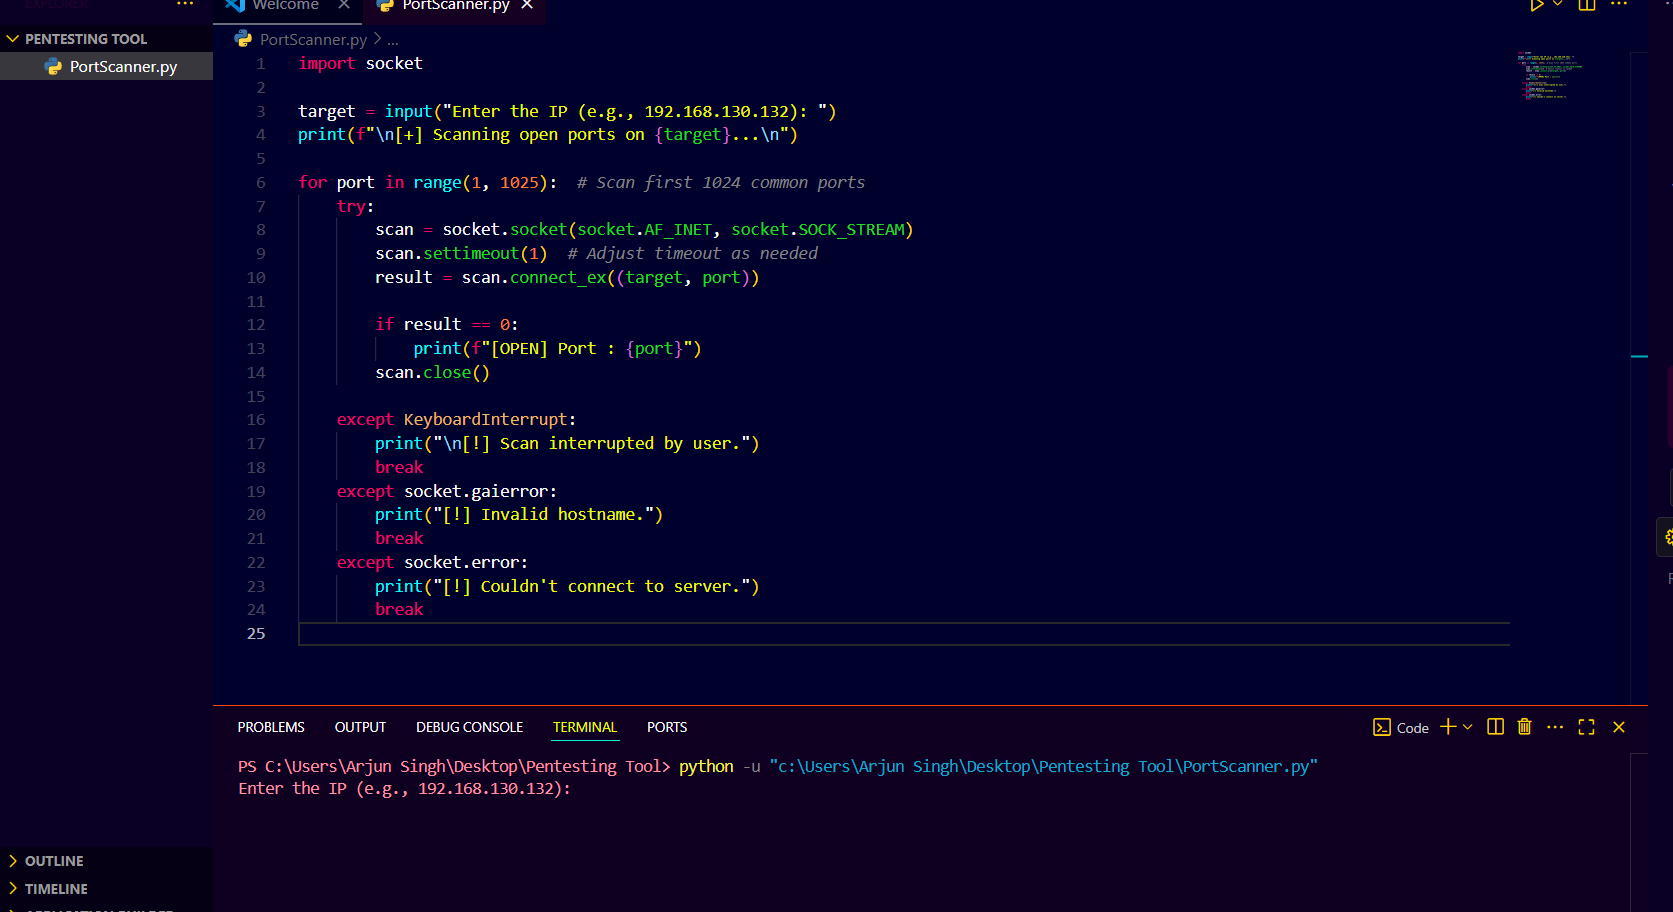 EXPLORER
Welcome
PortScanner.py
PENTESTING TOOL
PortScanner.py
PortScanner.py > ...
1 import socket
2
3 target = input("Enter the IP (e.g., 192.168.130.132): ")
4 print(f"\n[+] Scanning open ports on {target}...\n")
5
6 for port in range(1, 1025):  # Scan first 1024 common ports
7     try:
8         scan = socket.socket(socket.AF_INET, socket.SOCK_STREAM)
9         scan.settimeout(1)  # Adjust timeout as needed
10         result = scan.connect_ex((target, port))
11
12         if result == 0:
13             print(f"[OPEN] Port : {port}")
14         scan.close()
15
16     except KeyboardInterrupt:
17         print("\n[!] Scan interrupted by user.")
18         break
19     except socket.gaierror:
20         print("[!] Invalid hostname.")
21         break
22     except socket.error:
23         print("[!] Couldn't connect to server.")
24         break
25
PROBLEMS OUTPUT DEBUG CONSOLE TERMINAL PORTS
Code
PS C:\Users\Arjun Singh\Desktop\Pentesting Tool> python -u "c:\Users\Arjun Singh\Desktop\Pentesting Tool\PortScanner.py"
Enter the IP (e.g., 192.168.130.132):
OUTLINE
TIMELINE